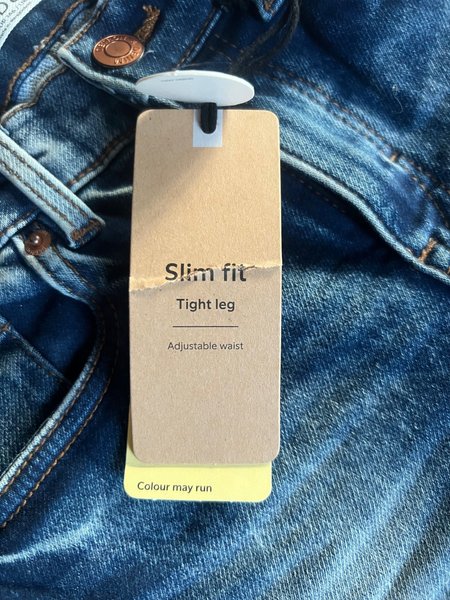 Slim fit
Tight leg
Adjustable waist
Colour may run